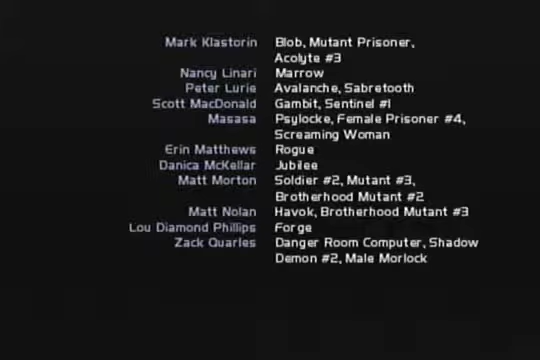 Mark Klastorin Blob, Mutant Prisoner,
Acolyte #3
Nancy Linari Marrow
Peter Lurie Avalanche, Sabretooth
Scott MacDonald Gambit, Sentinel #1
Masasa Psylocke, Female Prisoner #4,
Screaming Woman
Erin Matthews Rogue
Danica McKellar Jubilee
Matt Morton Soldier #2, Mutant #3,
Brotherhood Mutant #2
Matt Nolan Havok, Brotherhood Mutant #3
Lou Diamond Phillips Forge
Zack Quarles Danger Room Computer, Shadow
Demon #2, Male Morlock